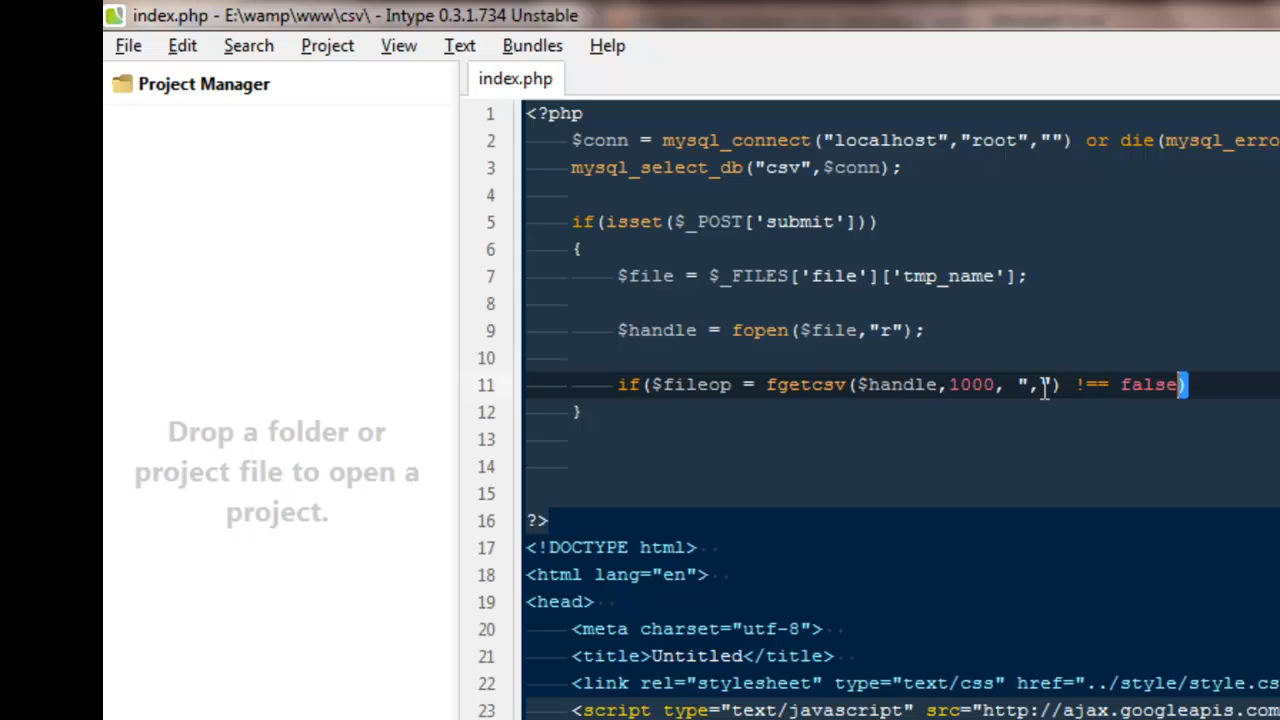 index.php - E:\wamp\www\csv\ - Intype 0.3.1.734 Unstable
File Edit Search Project View Text Bundles Help
Project Manager
index.php
Drop a folder or
project file to open a
project.
1 <?php
2 $conn = mysql_connect("localhost","root","") or die(mysql_erro
3 mysql_select_db("csv",$conn);
4
5 if(isset($_POST['submit']))
6 {
7 $file = $_FILES['file']['tmp_name'];
8
9 $handle = fopen($file,"r");
10
11 if($fileop = fgetcsv($handle,1000, ",") !== false)
12 }
13
14
15
16 ?>
17 <!DOCTYPE html>
18 <html lang="en">
19 <head>
20 <meta charset="utf-8">
21 <title>Untitled</title>
22 <link rel="stylesheet" type="text/css" href="../style/style.cs
23 <script type="text/javascript" src="http://ajax.googleapis.com